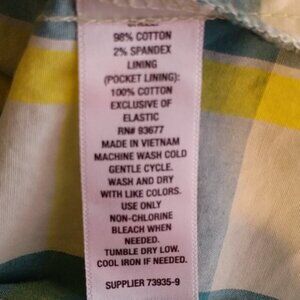 98% COTTON
2% SPANDEX
LINING
(POCKET LINING):
100% COTTON
EXCLUSIVE OF
ELASTIC
RN# 93677
MADE IN VIETNAM
MACHINE WASH COLD
GENTLE CYCLE.
WASH AND DRY
WITH LIKE COLORS.
USE ONLY
NON-CHLORINE
BLEACH WHEN
NEEDED.
TUMBLE DRY LOW.
COOL IRON IF NEEDED.
SUPPLIER 73935-9